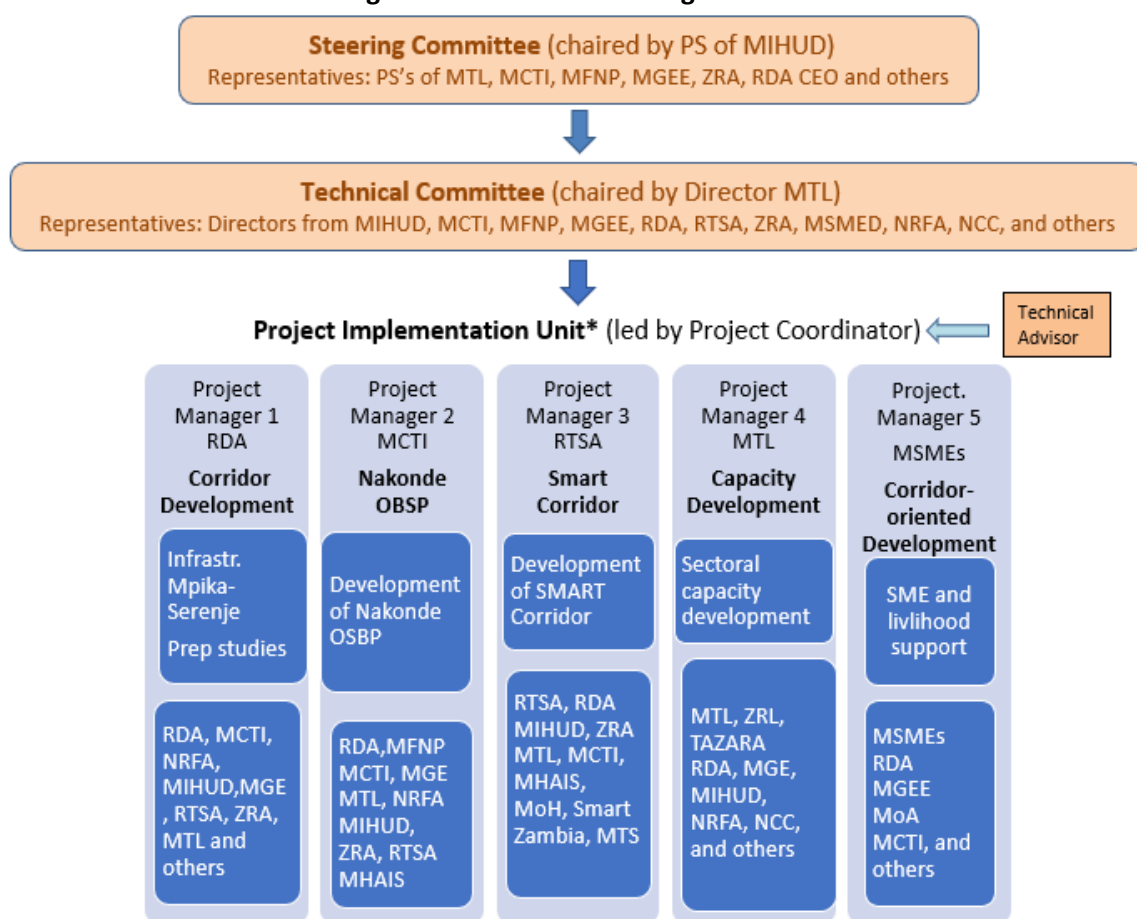 Steering Committee (chaired by PS of MIHUD)
Representatives: PS's of MTL, MCTI, MFNP, MGEE, ZRA, RDA CEO and others
Technical Committee (chaired by Director MTL)
Representatives: Directors from MIHUD, MCTI, MFNP, MGEE, RDA, RTSA, ZRA, MSMED, NRFA, NCC, and others
Project Implementation Unit* (led by Project Coordinator)
Technical
Advisor
Project
Manager 1
RDA
Corridor
Development
Infrastr.
Mpika-
Serenje
Prep studies
RDA, MCTI,
NRFA,
MIHUD,MGE
, RTSA, ZRA,
MTL and
others
Project
Manager 2
MCTI
Nakonde
OBSP
Development
of Nakonde
OSBP
RDA,MFNP
MCTI, MGE
MTL, NRFA
MIHUD,
ZRA, RTSA
MHAIS
Project
Manager 3
RTSA
Smart
Corridor
Development
of SMART
Corridor
RTSA, RDA
MIHUD, ZRA
MTL, MCTI,
MHAIS,
MoH, Smart
Zambia, MTS
Project
Manager 4
MTL
Capacity
Development
Sectoral
capacity
development
MTL, ZRL,
TAZARA
RDA, MGE,
MIHUD,
NRFA, NCC,
and others
Project.
Manager 5
MSMEs
Corridor-
oriented
Development
SME and
livlihood
support
MSMEs
RDA
MGEE
MoA
MCTI, and
others